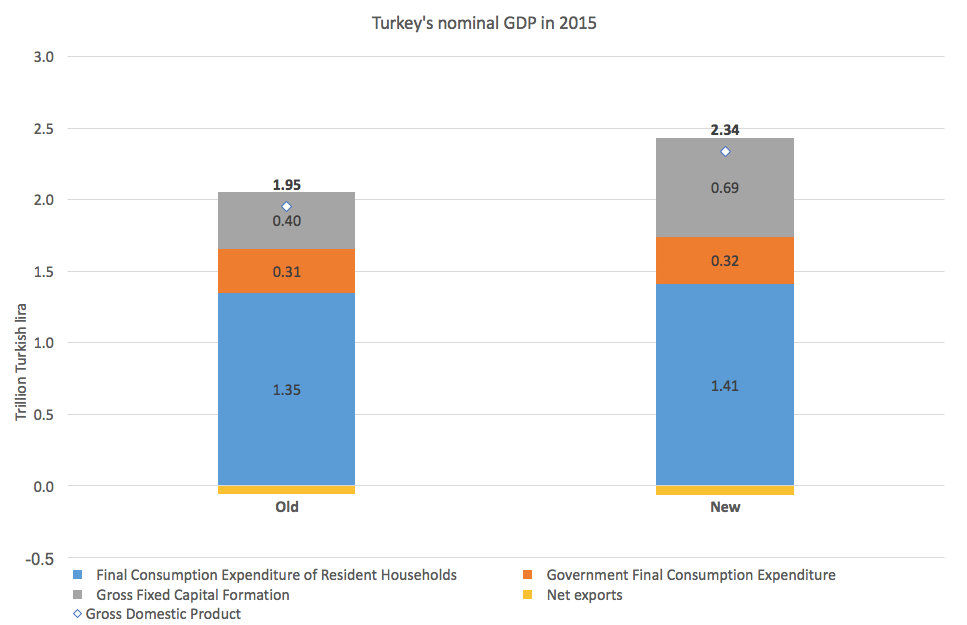 Turkey's nominal GDP in 2015
3.0
2.5
2.0
1.5
1.0
0.5
0.0
-0.5
Trillion Turkish lira
1.95
0.40
0.31
1.35
Old
2.34
0.69
0.32
1.41
New
Final Consumption Expenditure of Resident Households
Government Final Consumption Expenditure
Gross Fixed Capital Formation
Net exports
Gross Domestic Product